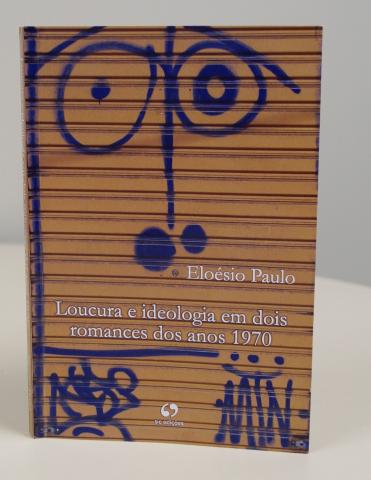 Eloésio Paulo
Loucura e ideologia em dois
romances dos anos 1970